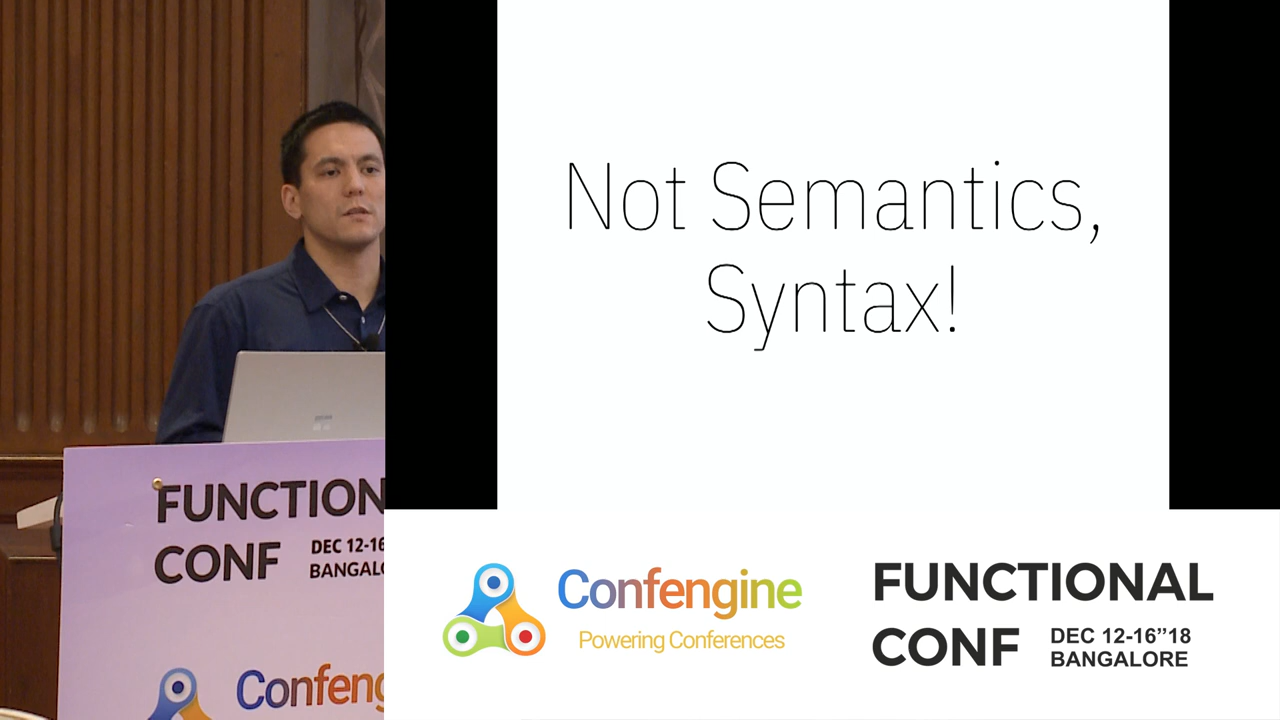 Not Semantics,
Syntax!
FUNCTION
CONF
DEC 12-16
BANGALO
Confeng
Confengine
Powering Conferences
FUNCTIONAL
CONF
DEC 12-16”18
BANGALORE